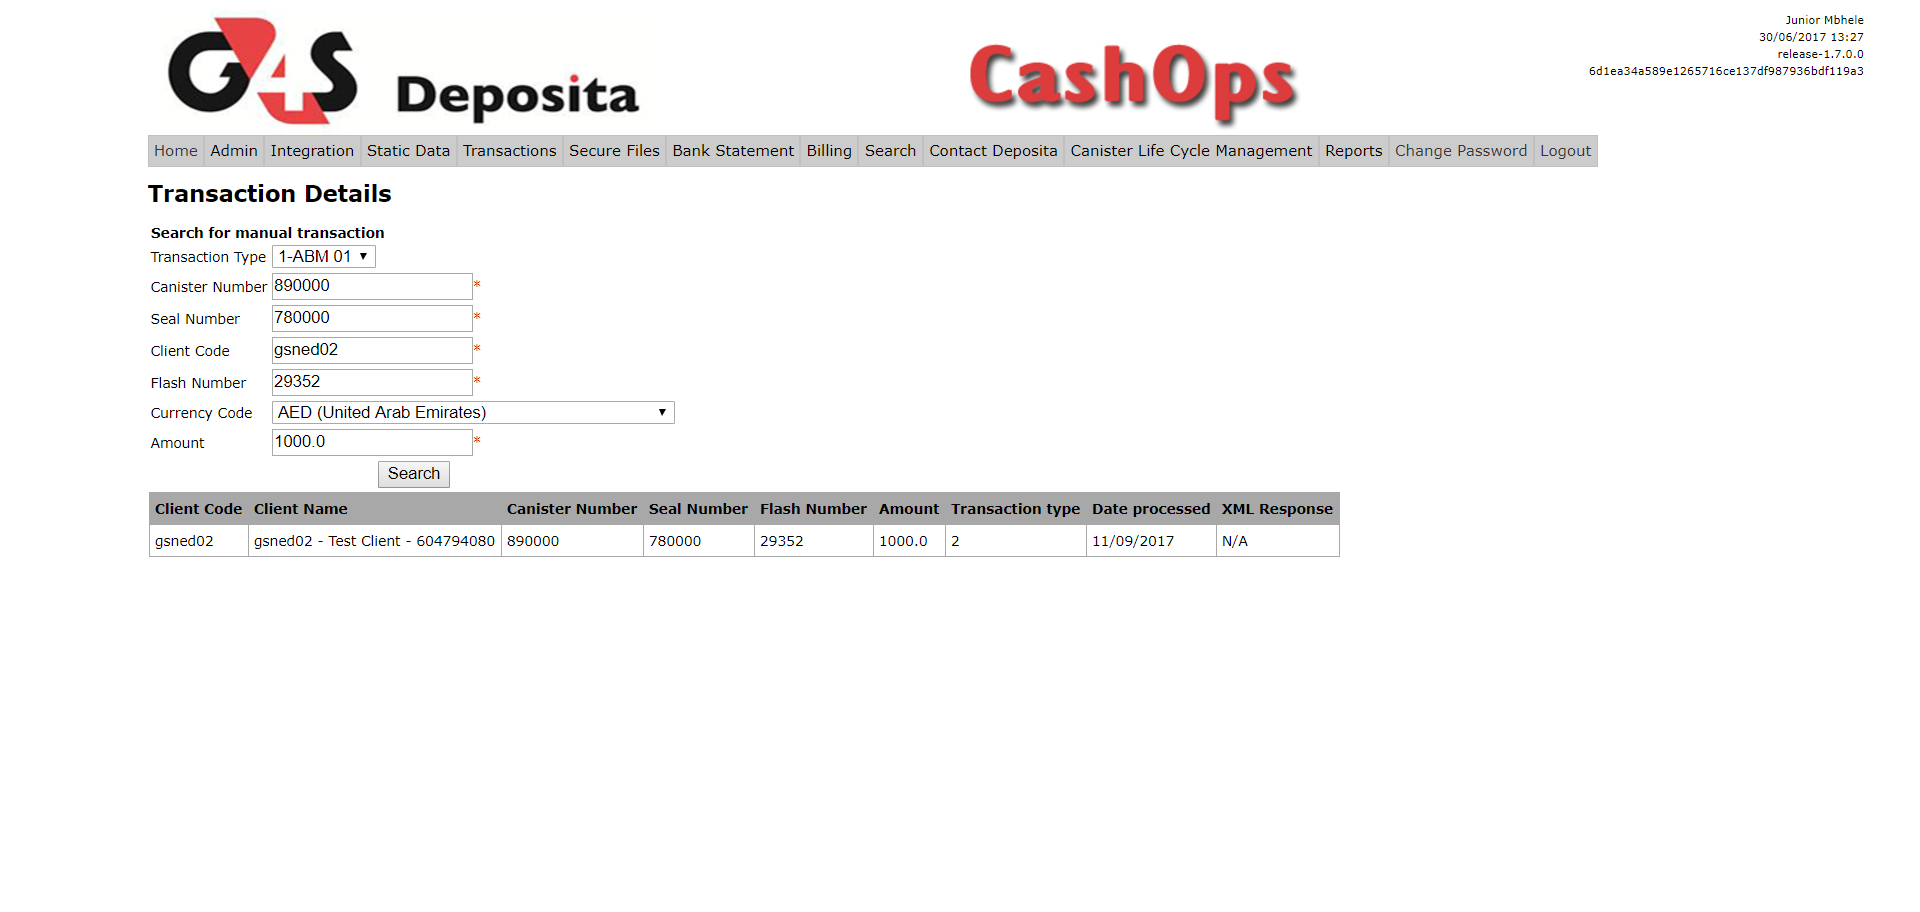 G4S Deposita
CashOps
Junior Mbhele
30/06/2017 13:27
release-1.7.0.0
6d1ea34a589e1265716ce137df987936bdf119a3
Home Admin Integration Static Data Transactions Secure Files Bank Statement Billing Search Contact Deposita Canister Life Cycle Management Reports Change Password Logout
Transaction Details
Search for manual transaction
Transaction Type 1-ABM 01
Canister Number 890000 *
Seal Number 780000 *
Client Code gsned02 *
Flash Number 29352 *
Currency Code AED (United Arab Emirates)
Amount 1000.0 *
Search
Client Code Client Name Canister Number Seal Number Flash Number Amount Transaction type Date processed XML Response
gsned02 gsned02 - Test Client - 604794080 890000 780000 29352 1000.0 2 11/09/2017 N/A